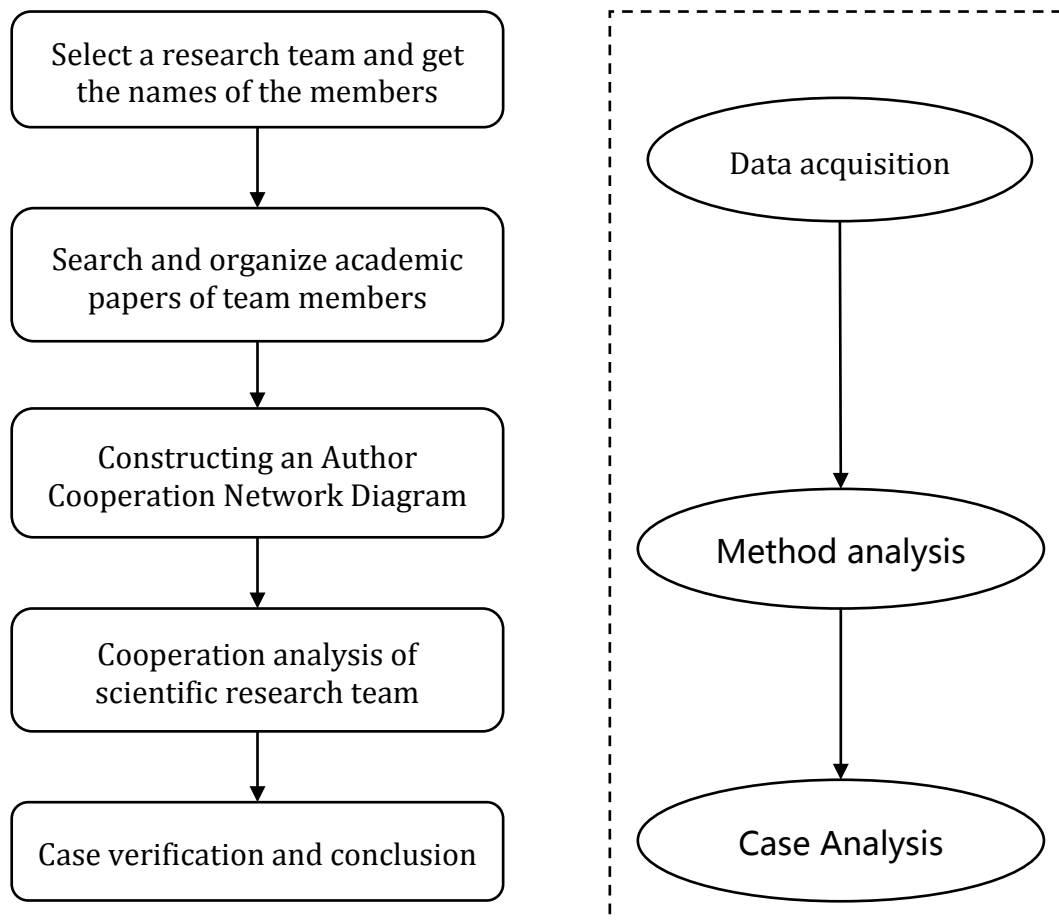 Select a research team and get
the names of the members
Search and organize academic
papers of team members
Constructing an Author
Cooperation Network Diagram
Cooperation analysis of
scientific research team
Case verification and conclusion
Data acquisition
Method analysis
Case Analysis